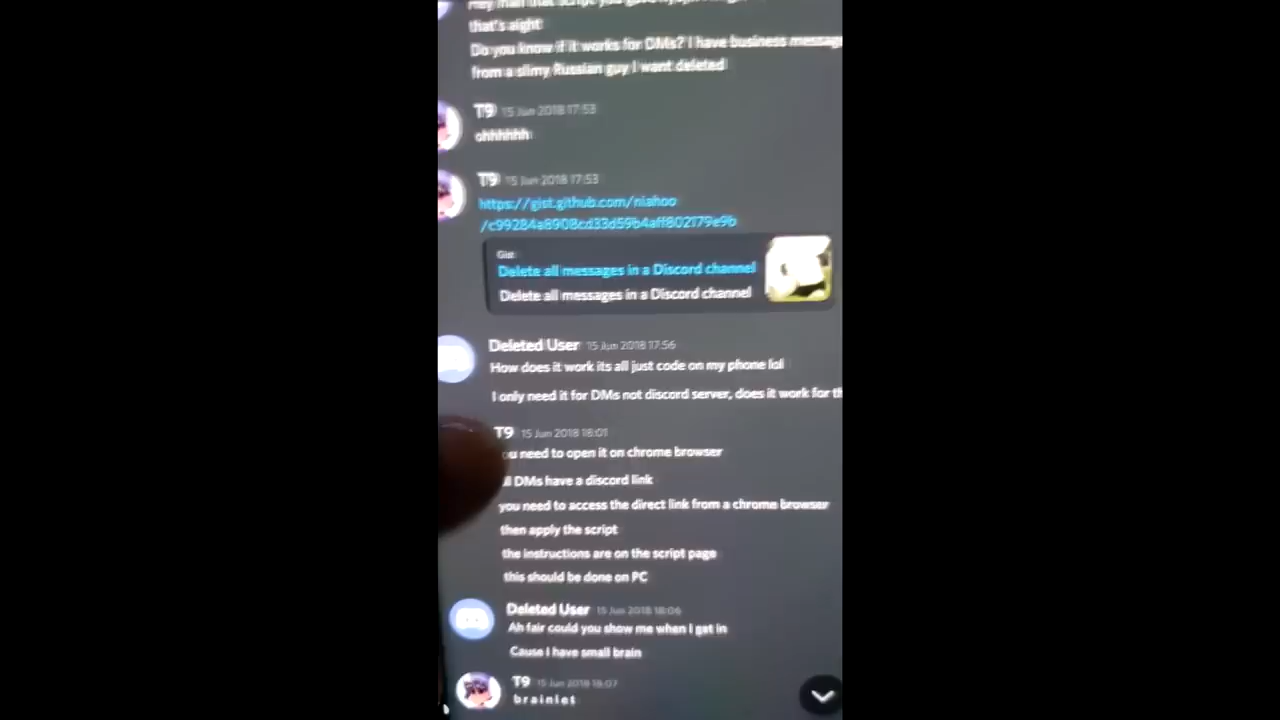 that's aight
Do you know if it works for DMs? I have business messag
from a slimy Russian guy I want deleted
T9 15 Jun 2018 17:53
ohhhhhh
T9 15 Jun 2018 17:53
https://gist.github.com/niahoo
/c99284a8908cd33d59b4aff802179e9b
Gist
Delete all messages in a Discord channel
Delete all messages in a Discord channel
Deleted User 15 Jun 2018 17:56
How does it work its all just code on my phone lol
I only need it for DMs not discord server, does it work for th
T9 15 Jun 2018 18:01
ou need to open it on chrome browser
ll DMs have a discord link
you need to access the direct link from a chrome browser
then apply the script
the instructions are on the script page
this should be done on PC
Deleted User 15 Jun 2018 18:06
Ah fair could you show me when I get in
Cause I have small brain
T9 15 Jun 2018 18:07
b r a i n l e t